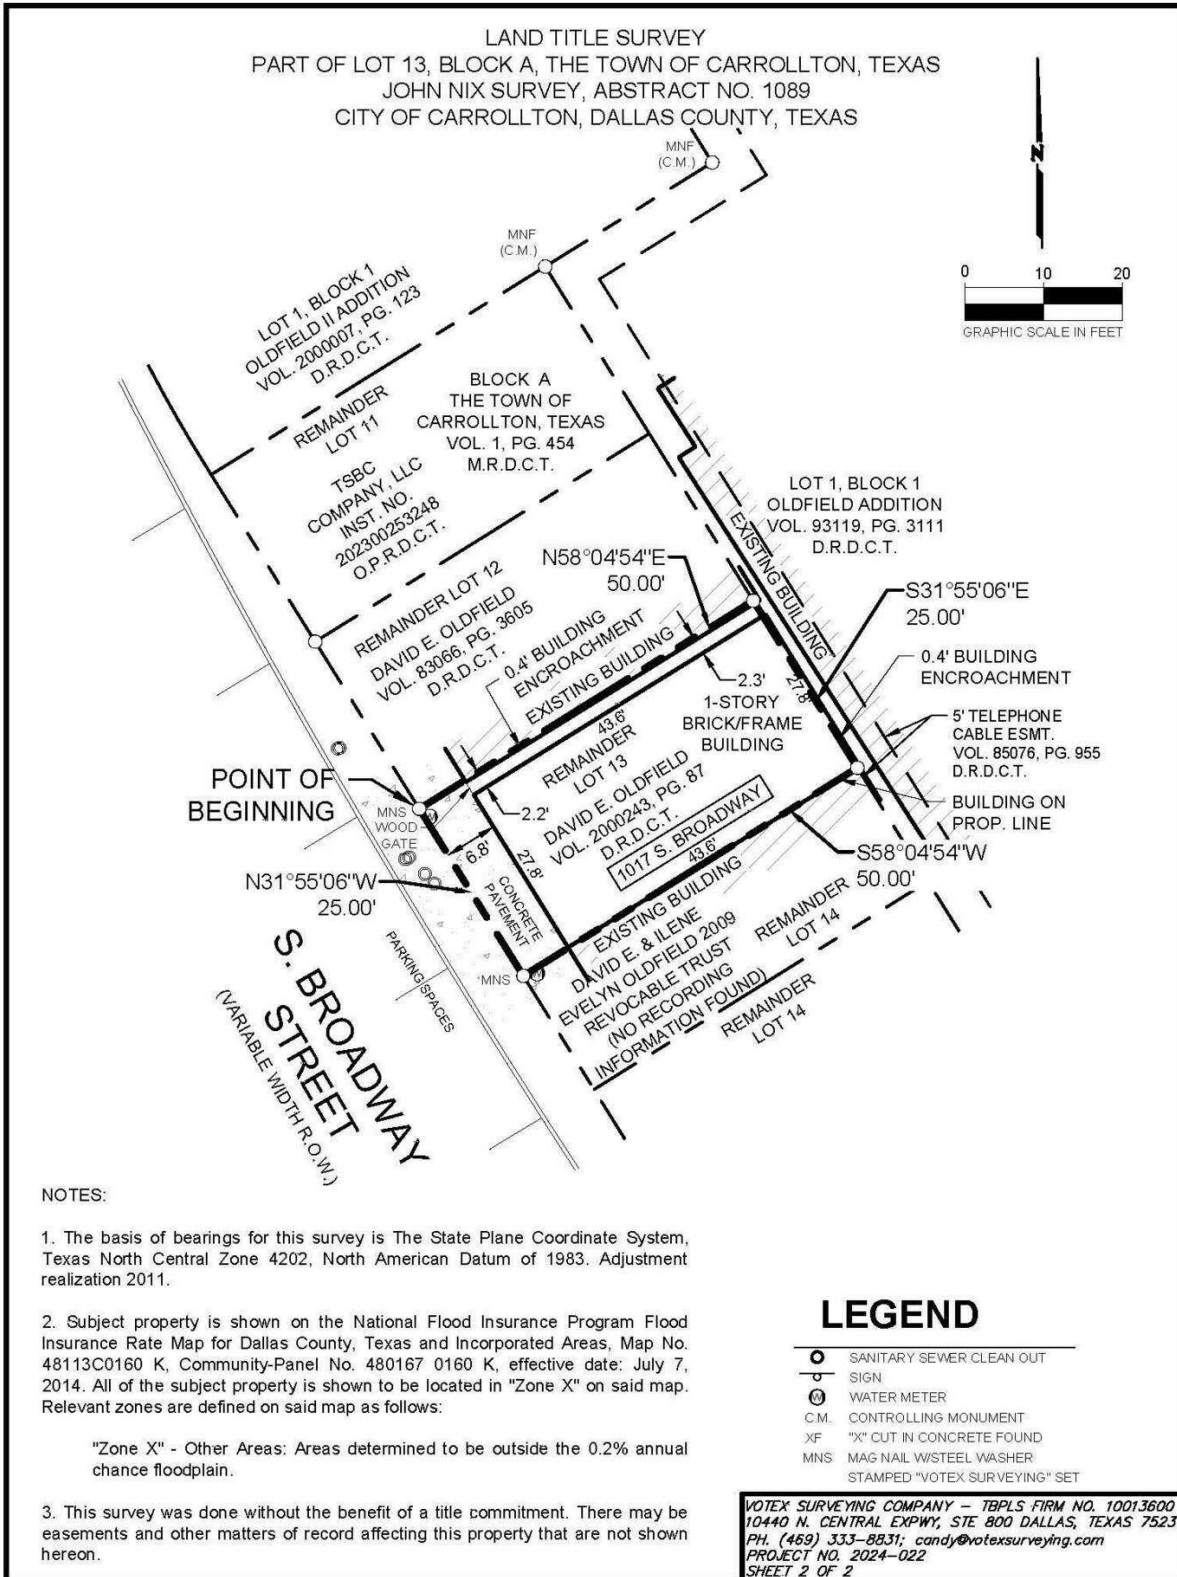 LAND TITLE SURVEY
PART OF LOT 13, BLOCK A, THE TOWN OF CARROLLTON, TEXAS
JOHN NIX SURVEY, ABSTRACT NO. 1089
CITY OF CARROLLTON, DALLAS COUNTY, TEXAS
MNF
(C.M.)
N
MNF
(C.M.)
0 10 20
GRAPHIC SCALE IN FEET
LOT 1, BLOCK 1
OLDFIELD II ADDITION
VOL. 2000007, PG. 123
D.R.D.C.T.
REMAINDER
LOT 11
BLOCK A
THE TOWN OF
CARROLLTON, TEXAS
VOL. 1, PG. 454
M.R.D.C.T.
TSBC
COMPANY, LLC
INST. NO.
202300253248
O.P.R.D.C.T.
LOT 1, BLOCK 1
OLDFIELD ADDITION
VOL. 93119, PG. 3111
D.R.D.C.T.
EXISTING BUILDING
N58°04'54"E
50.00'
S31°55'06"E
25.00'
REMAINDER LOT 12
DAVID E. OLDFIELD
VOL. 83066, PG. 3605
D.R.D.C.T.
0.4' BUILDING
ENCROACHMENT
EXISTING BUILDING
0.4' BUILDING
ENCROACHMENT
2.3'
27.8'
43.6'
1-STORY
BRICK/FRAME
BUILDING
5' TELEPHONE
CABLE ESMT.
VOL. 85076, PG. 955
D.R.D.C.T.
REMAINDER
LOT 13
DAVID E. OLDFIELD
VOL. 2000243, PG. 87
D.R.D.C.T.
1017 S. BROADWAY
43.6'
POINT OF
BEGINNING
MNS
WOOD
GATE
W
2.2'
6.8'
27.8'
BUILDING ON
PROP. LINE
S58°04'54"W
50.00'
N31°55'06"W
25.00'
CONCRETE
PAVEMENT
EXISTING BUILDING
DAVID E. & ILENE
EVELYN OLDFIELD 2009
REVOCABLE TRUST
(NO RECORDING
INFORMATION FOUND)
REMAINDER
LOT 14
REMAINDER
LOT 14
MNS
W
PARKING SPACES
S. BROADWAY
STREET
(VARIABLE WIDTH R.O.W.)
NOTES:
1. The basis of bearings for this survey is The State Plane Coordinate System,
Texas North Central Zone 4202, North American Datum of 1983. Adjustment
realization 2011.
2. Subject property is shown on the National Flood Insurance Program Flood
Insurance Rate Map for Dallas County, Texas and Incorporated Areas, Map No.
48113C0160 K, Community-Panel No. 480167 0160 K, effective date: July 7,
2014. All of the subject property is shown to be located in "Zone X" on said map.
Relevant zones are defined on said map as follows:
"Zone X" - Other Areas: Areas determined to be outside the 0.2% annual
chance floodplain.
3. This survey was done without the benefit of a title commitment. There may be
easements and other matters of record affecting this property that are not shown
hereon.
LEGEND
SANITARY SEWER CLEAN OUT
SIGN
W WATER METER
C.M. CONTROLLING MONUMENT
XF "X" CUT IN CONCRETE FOUND
MNS MAG NAIL W/STEEL WASHER
STAMPED "VOTEX SURVEYING" SET
VOTEX SURVEYING COMPANY – TBPLS FIRM NO. 10013600
10440 N. CENTRAL EXPWY, STE 800 DALLAS, TEXAS 7523
PH. (469) 333–8831; candy@votexsurveying.com
PROJECT NO. 2024–022
SHEET 2 OF 2